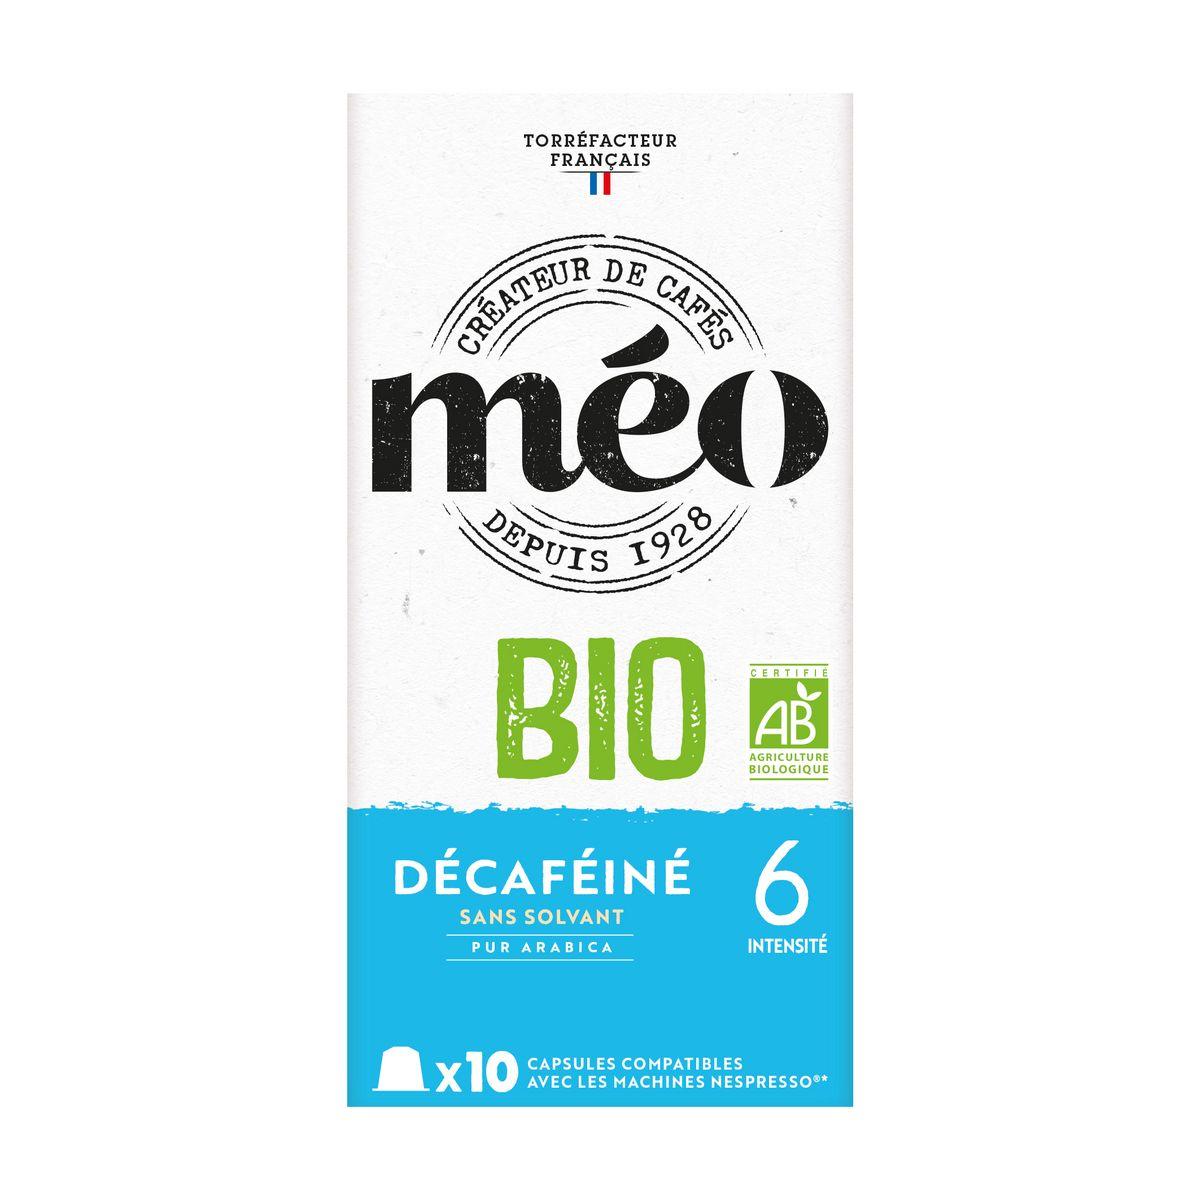 TORRÉFACTEUR
FRANÇAIS
CRÉATEUR DE CAFÉS
méo
DEPUIS 1928
BIO
CERTIFIÉ
AB
AGRICULTURE
BIOLOGIQUE
DÉCAFÉINÉ
SANS SOLVANT
PUR ARABICA
6
INTENSITÉ
x10
CAPSULES COMPATIBLES
AVEC LES MACHINES NESPRESSO®*